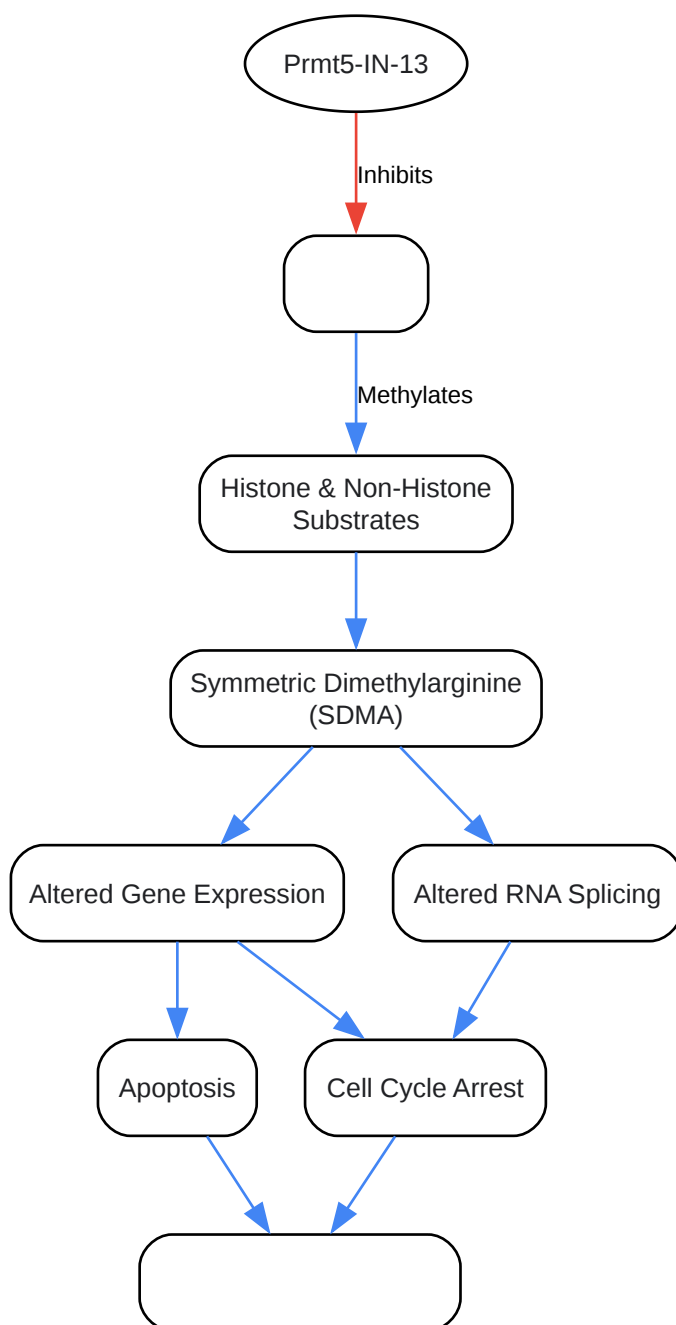 Prmt5-IN-13
Inhibits
Methylates
Histone & Non-Histone
Substrates
Symmetric Dimethylarginine
(SDMA)
Altered Gene Expression
Altered RNA Splicing
Apoptosis
Cell Cycle Arrest